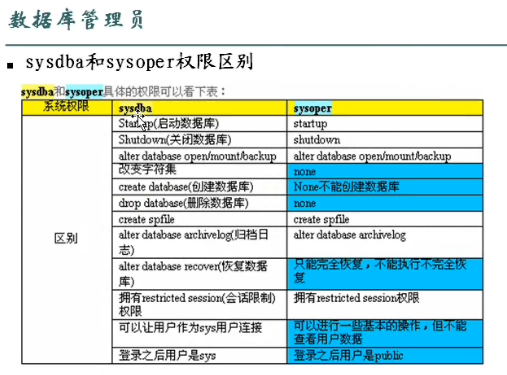 数据库管理员
sysdba和sysoper权限区别
sysdba和sysoper具体的权限可以看下表：
系统权限 sysdba sysoper
区别
Startup(启动数据库) startup
Shutdown(关闭数据库) shutdown
alter database open/mount/backup alter database open/mount/backup
改变字符集 none
create database(创建数据库) None不能创建数据库
drop database(删除数据库) none
create spfile create spfile
alter database archivelog(归档日 alter database archivelog
志)
alter database recover(恢复数据 只能完全恢复，不能执行不完全恢
库) 复
拥有restricted session(会话限制) 拥有restricted session权限
权限
可以让用户作为sys用户连接 可以进行一些基本的操作，但不能
查看用户数据
登录之后用户是sys 登录之后用户是public